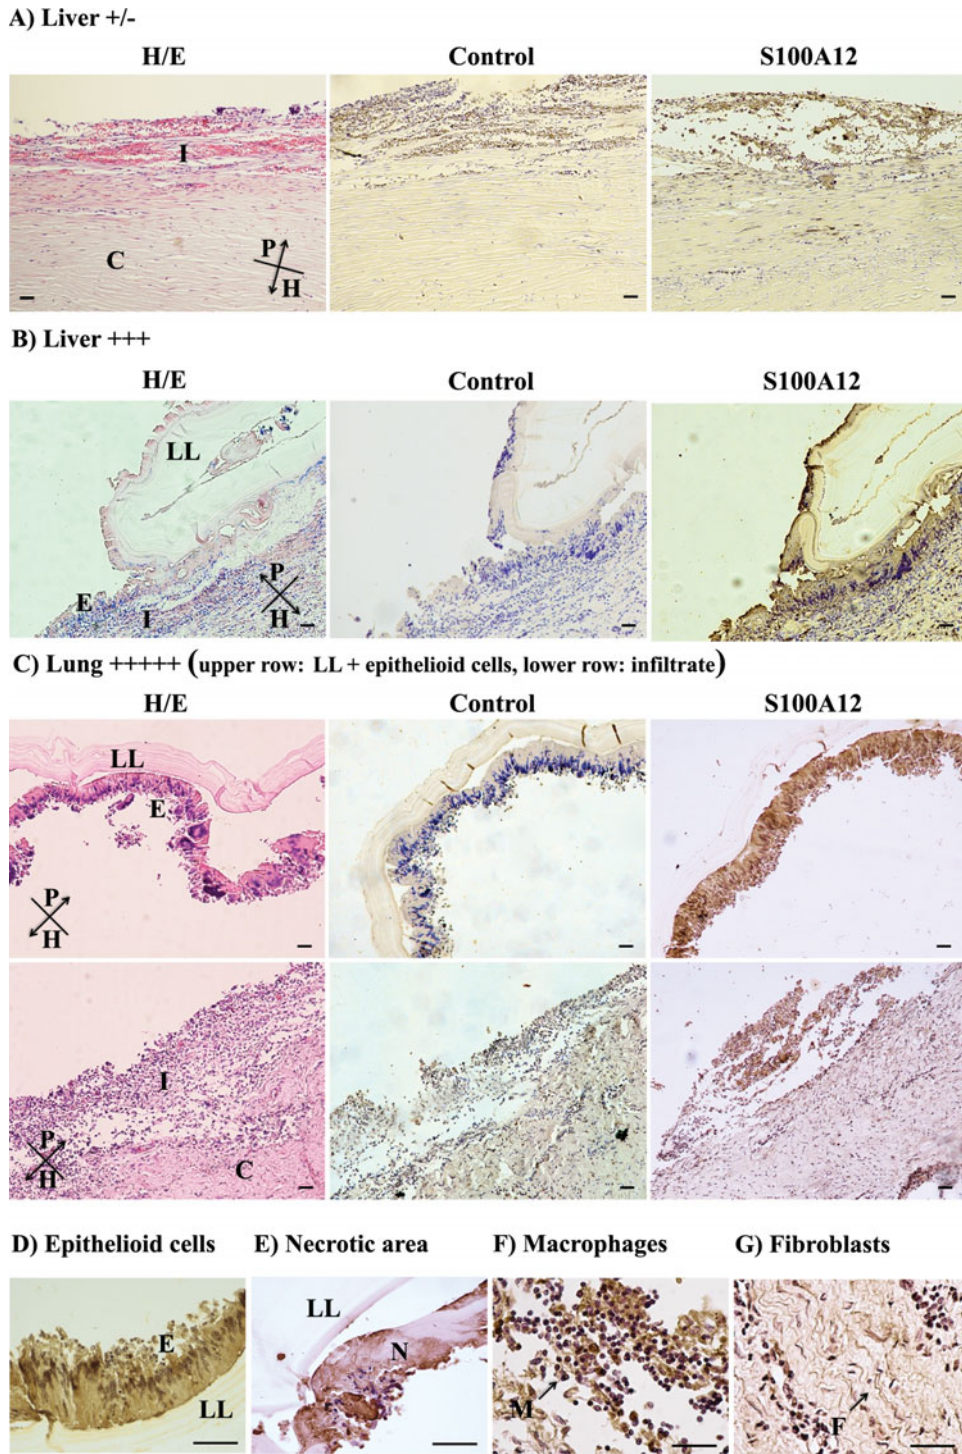 A) Liver +/-
H/E Control S100A12
I
C
P
H
B) Liver +++
H/E Control S100A12
LL
E
I
P
H
C) Lung +++++ (upper row: LL + epithelioid cells, lower row: infiltrate)
H/E Control S100A12
LL
E
P
H
I
P
H
C
D) Epithelioid cells E) Necrotic area F) Macrophages G) Fibroblasts
E
LL
LL
N
M
F